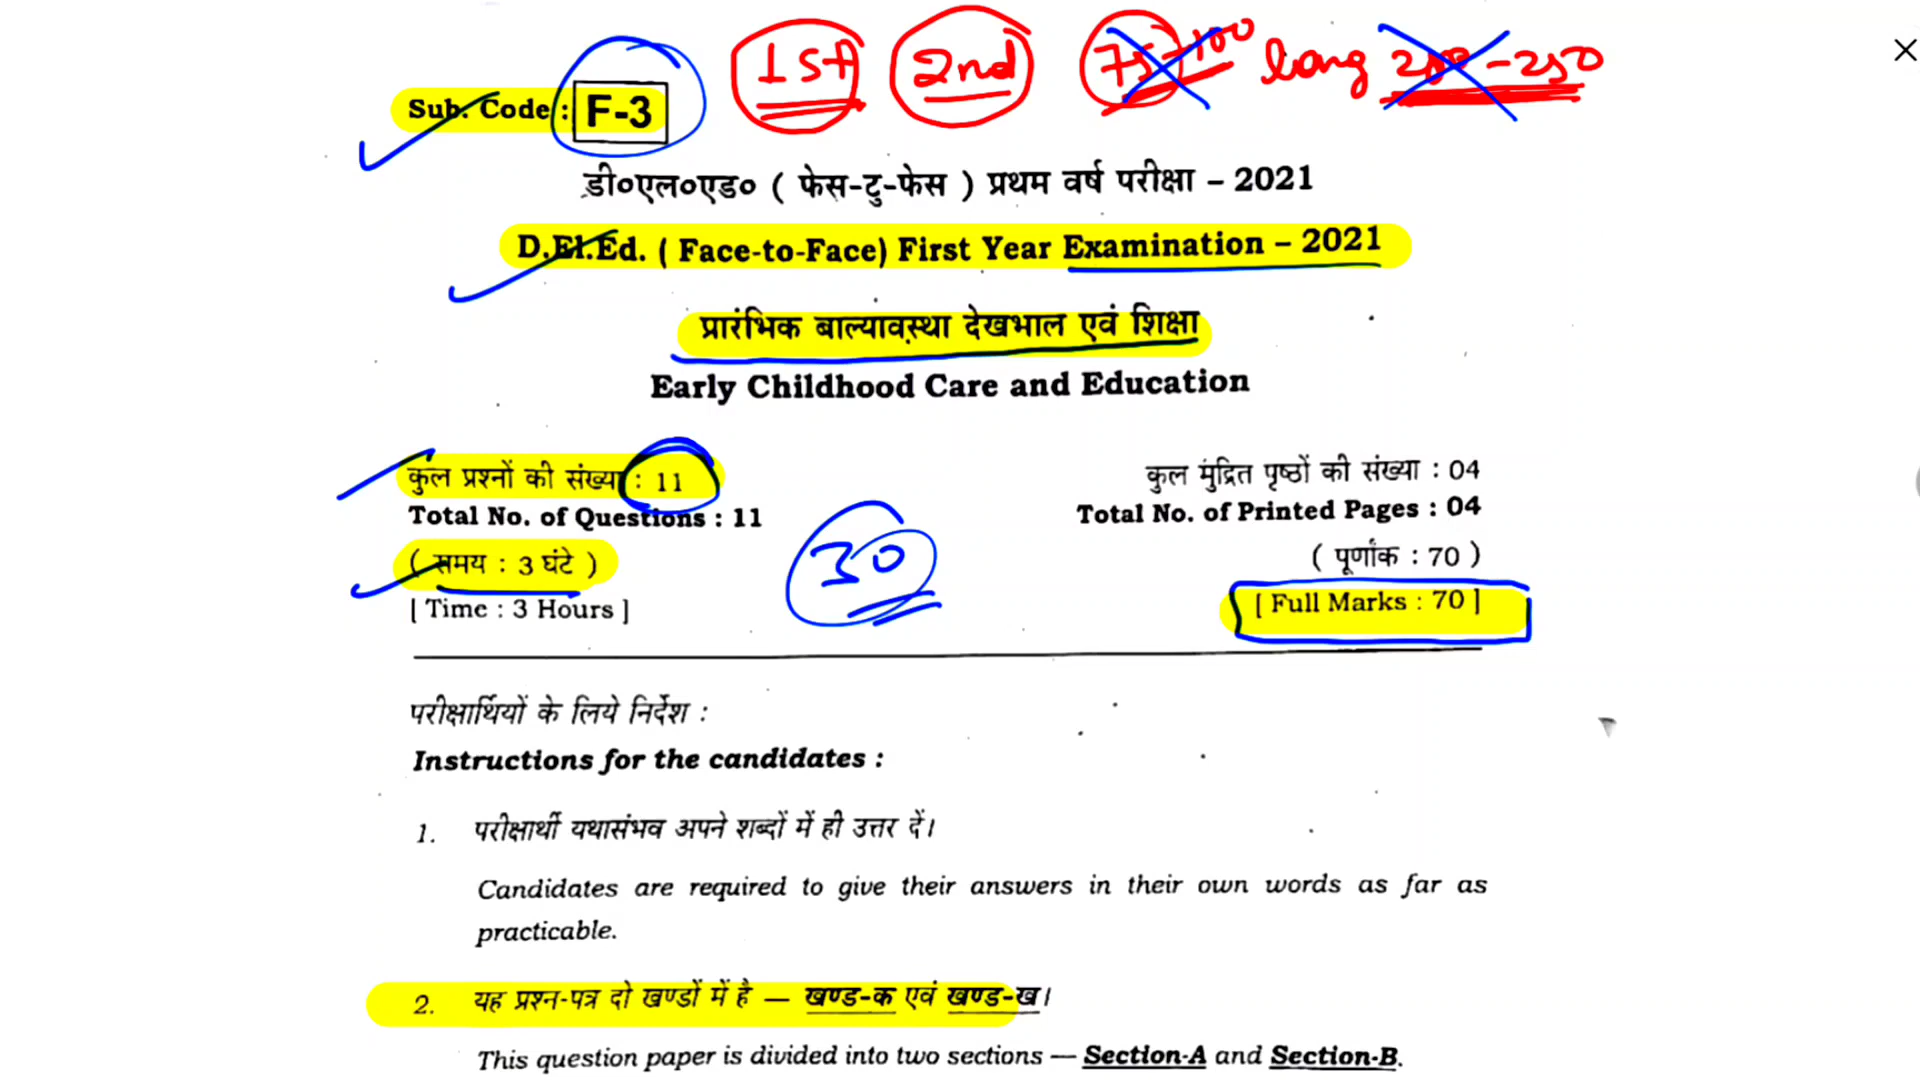 1st 2nd 75-100 long 200-250
Sub. Code : F-3
डी०एल०एड० ( फेस-टु-फेस ) प्रथम वर्ष परीक्षा – 2021
D.El.Ed. ( Face-to-Face) First Year Examination – 2021
प्रारंभिक बाल्यावस्था देखभाल एवं शिक्षा
Early Childhood Care and Education
कुल प्रश्नों की संख्या : 11 कुल मुंद्रित पृष्ठों की संख्या : 04
Total No. of Questions : 11 Total No. of Printed Pages : 04
( समय : 3 घंटे ) 30 ( पूर्णांक : 70 )
[ Time : 3 Hours ] [ Full Marks : 70 ]
परीक्षार्थियों के लिये निर्देश :
Instructions for the candidates :
1. परीक्षार्थी यथासंभव अपने शब्दों में ही उत्तर दें।
Candidates are required to give their answers in their own words as far as
practicable.
2. यह प्रश्न-पत्र दो खण्डों में है – खण्ड-क एवं खण्ड-ख।
This question paper is divided into two sections — Section-A and Section-B.